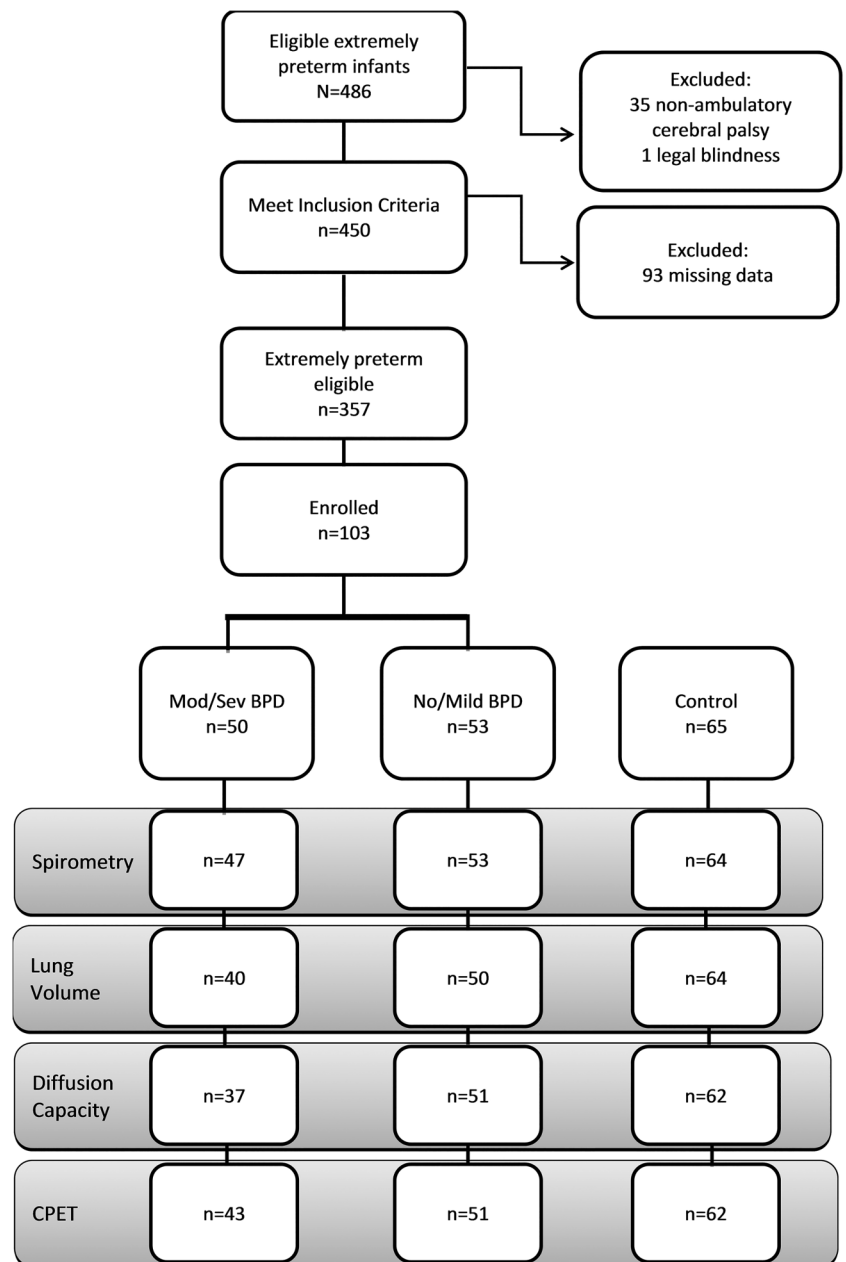 Eligible extremely
preterm infants
N=486
Excluded:
35 non-ambulatory
cerebral palsy
1 legal blindness
Meet Inclusion Criteria
n=450
Excluded:
93 missing data
Extremely preterm
eligible
n=357
Enrolled
n=103
Mod/Sev BPD
n=50
No/Mild BPD
n=53
Control
n=65
Spirometry
n=47
n=53
n=64
Lung
Volume
n=40
n=50
n=64
Diffusion
Capacity
n=37
n=51
n=62
CPET
n=43
n=51
n=62